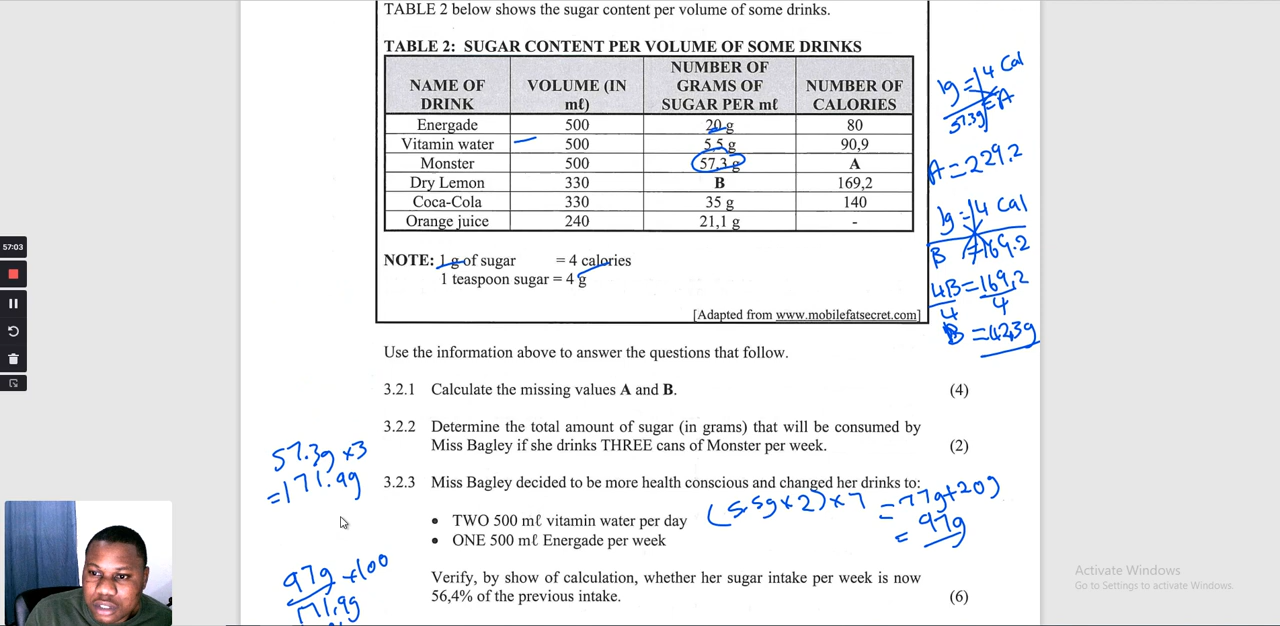 TABLE 2 below shows the sugar content per volume of some drinks.
TABLE 2: SUGAR CONTENT PER VOLUME OF SOME DRINKS
NAME OF DRINK VOLUME (IN mℓ) NUMBER OF GRAMS OF SUGAR PER mℓ NUMBER OF CALORIES
Energade 500 20 g 80
Vitamin water 500 5,5 g 90,9
Monster 500 57,3 g A
Dry Lemon 330 B 169,2
Coca-Cola 330 35 g 140
Orange juice 240 21,1 g -
NOTE: 1 g of sugar = 4 calories
1 teaspoon sugar = 4 g
[Adapted from www.mobilefatsecret.com]
1g = 4 Cal
57.3g = A
A = 229.2
1g = 4 Cal
B = 169.2
4B = 169,2
4 4
B = 42,3g
Use the information above to answer the questions that follow.
3.2.1 Calculate the missing values A and B. (4)
3.2.2 Determine the total amount of sugar (in grams) that will be consumed by
Miss Bagley if she drinks THREE cans of Monster per week. (2)
57.3g x3
=171.9g
3.2.3 Miss Bagley decided to be more health conscious and changed her drinks to:
• TWO 500 mℓ vitamin water per day
• ONE 500 mℓ Energade per week
(5.5g x 2) x 7 = 77g + 20g
= 97g
Verify, by show of calculation, whether her sugar intake per week is now
56,4% of the previous intake. (6)
97g x100
171.9g
57:03
Activate Windows
Go to Settings to activate Windows.